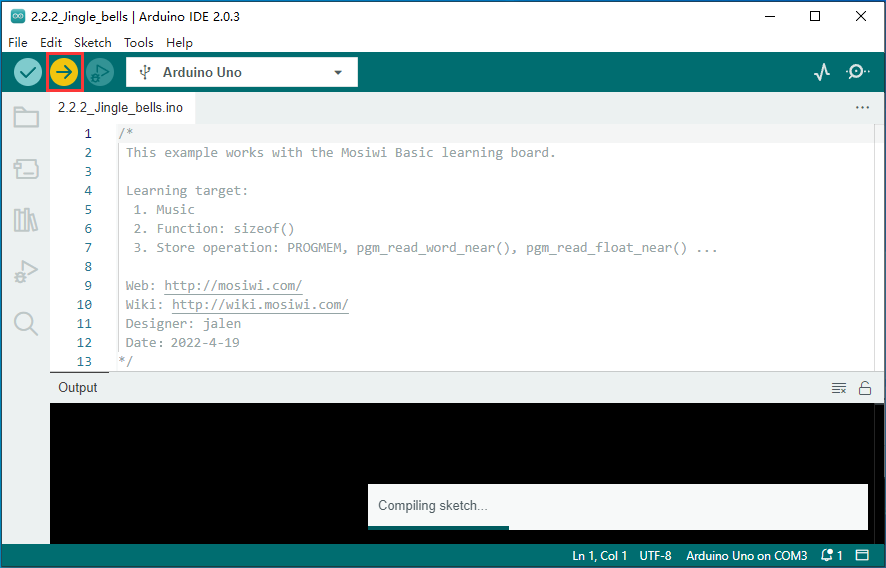 2.2.2_Jingle_bells | Arduino IDE 2.0.3
File Edit Sketch Tools Help
Arduino Uno
2.2.2_Jingle_bells.ino
1 /*
2 This example works with the Mosiwi Basic learning board.
3
4 Learning target:
5 1. Music
6 2. Function: sizeof()
7 3. Store operation: PROGMEM, pgm_read_word_near(), pgm_read_float_near() ...
8
9 Web: http://mosiwi.com/
10 Wiki: http://wiki.mosiwi.com/
11 Designer: jalen
12 Date: 2022-4-19
13 */
Output
Compiling sketch...
Ln 1, Col 1 UTF-8 Arduino Uno on COM3 1